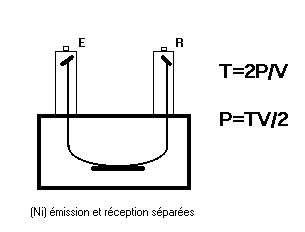 E R
T=2P/V
P=TV/2
(Ni) émission et réception séparées